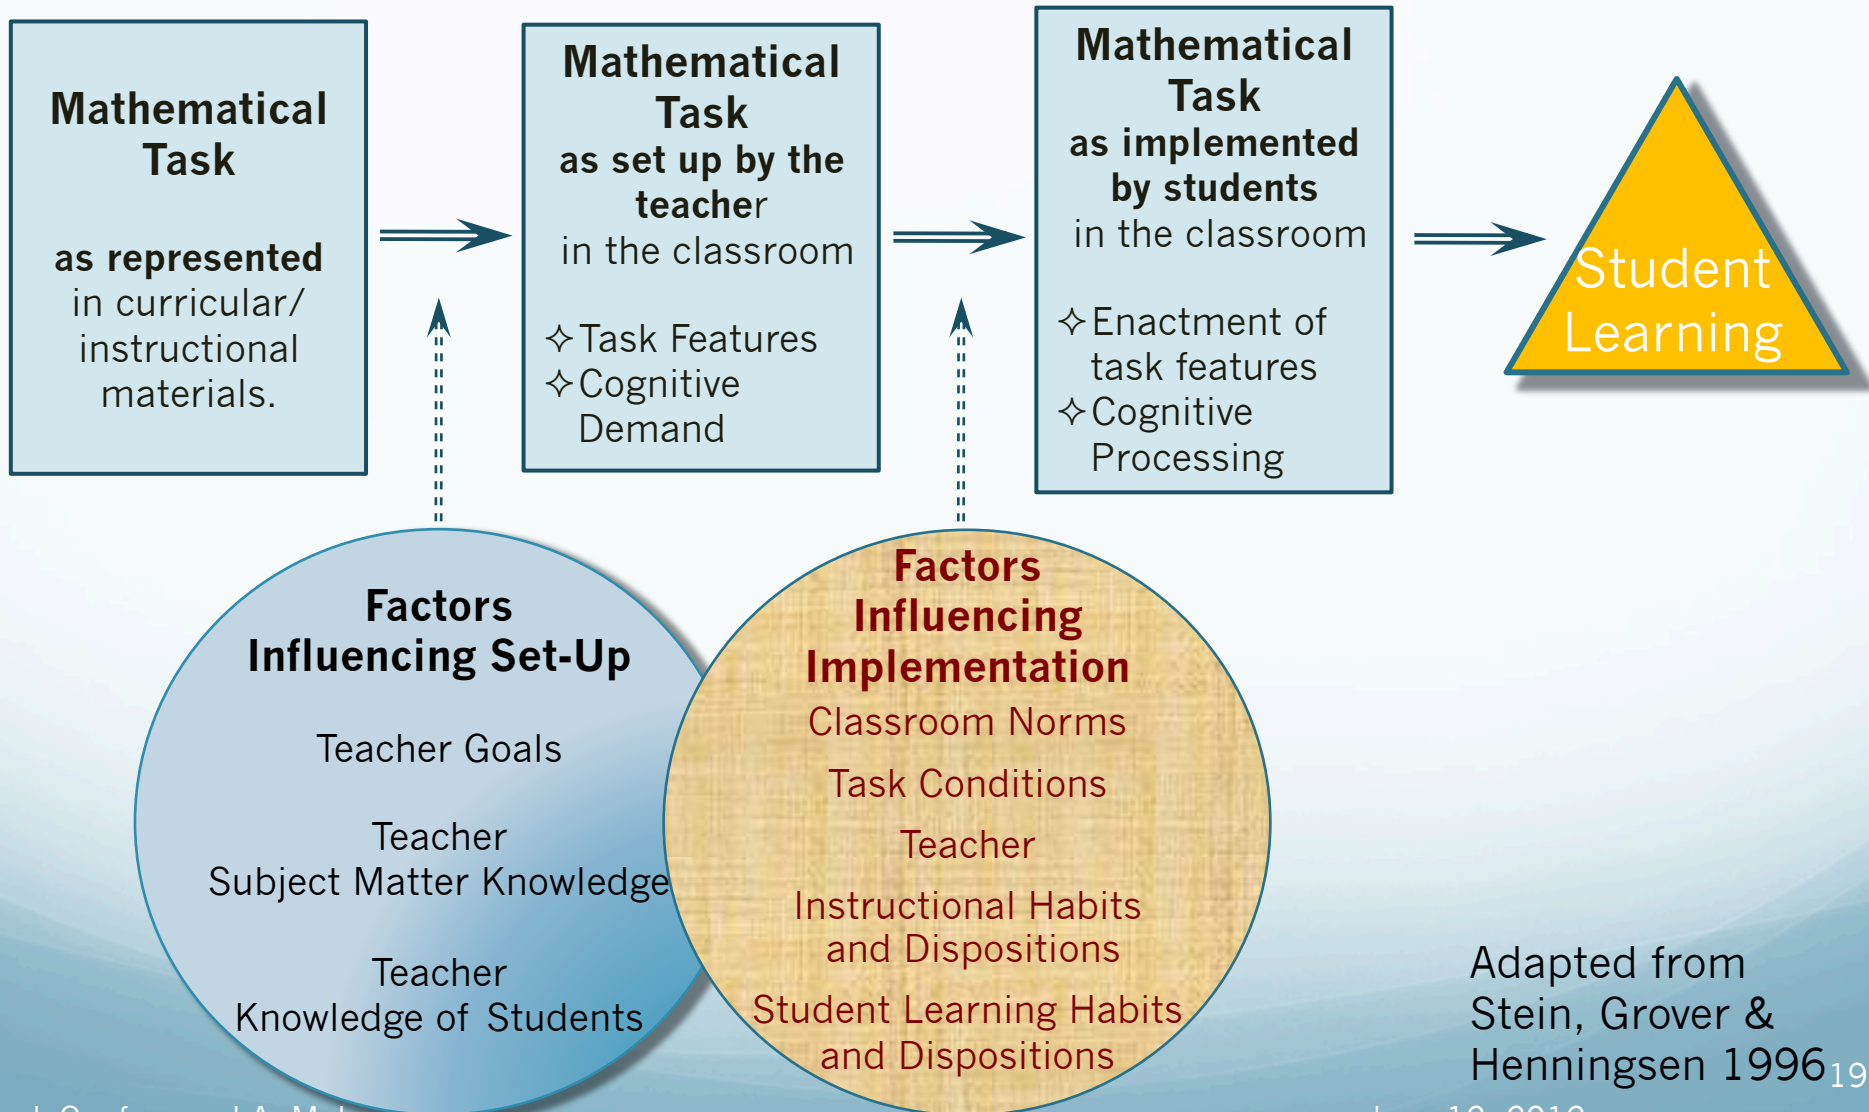 Mathematical
Task
as represented
in curricular/
instructional
materials.
Mathematical
Task
as set up by the
teacher
in the classroom
✧Task Features
✧Cognitive
Demand
Mathematical
Task
as implemented
by students
in the classroom
✧Enactment of
task features
✧Cognitive
Processing
Student
Learning
Factors
Influencing Set-Up
Teacher Goals
Teacher
Subject Matter Knowledge
Teacher
Knowledge of Students
Factors
Influencing
Implementation
Classroom Norms
Task Conditions
Teacher
Instructional Habits
and Dispositions
Student Learning Habits
and Dispositions
Adapted from
Stein, Grover &
Henningsen 1996
19